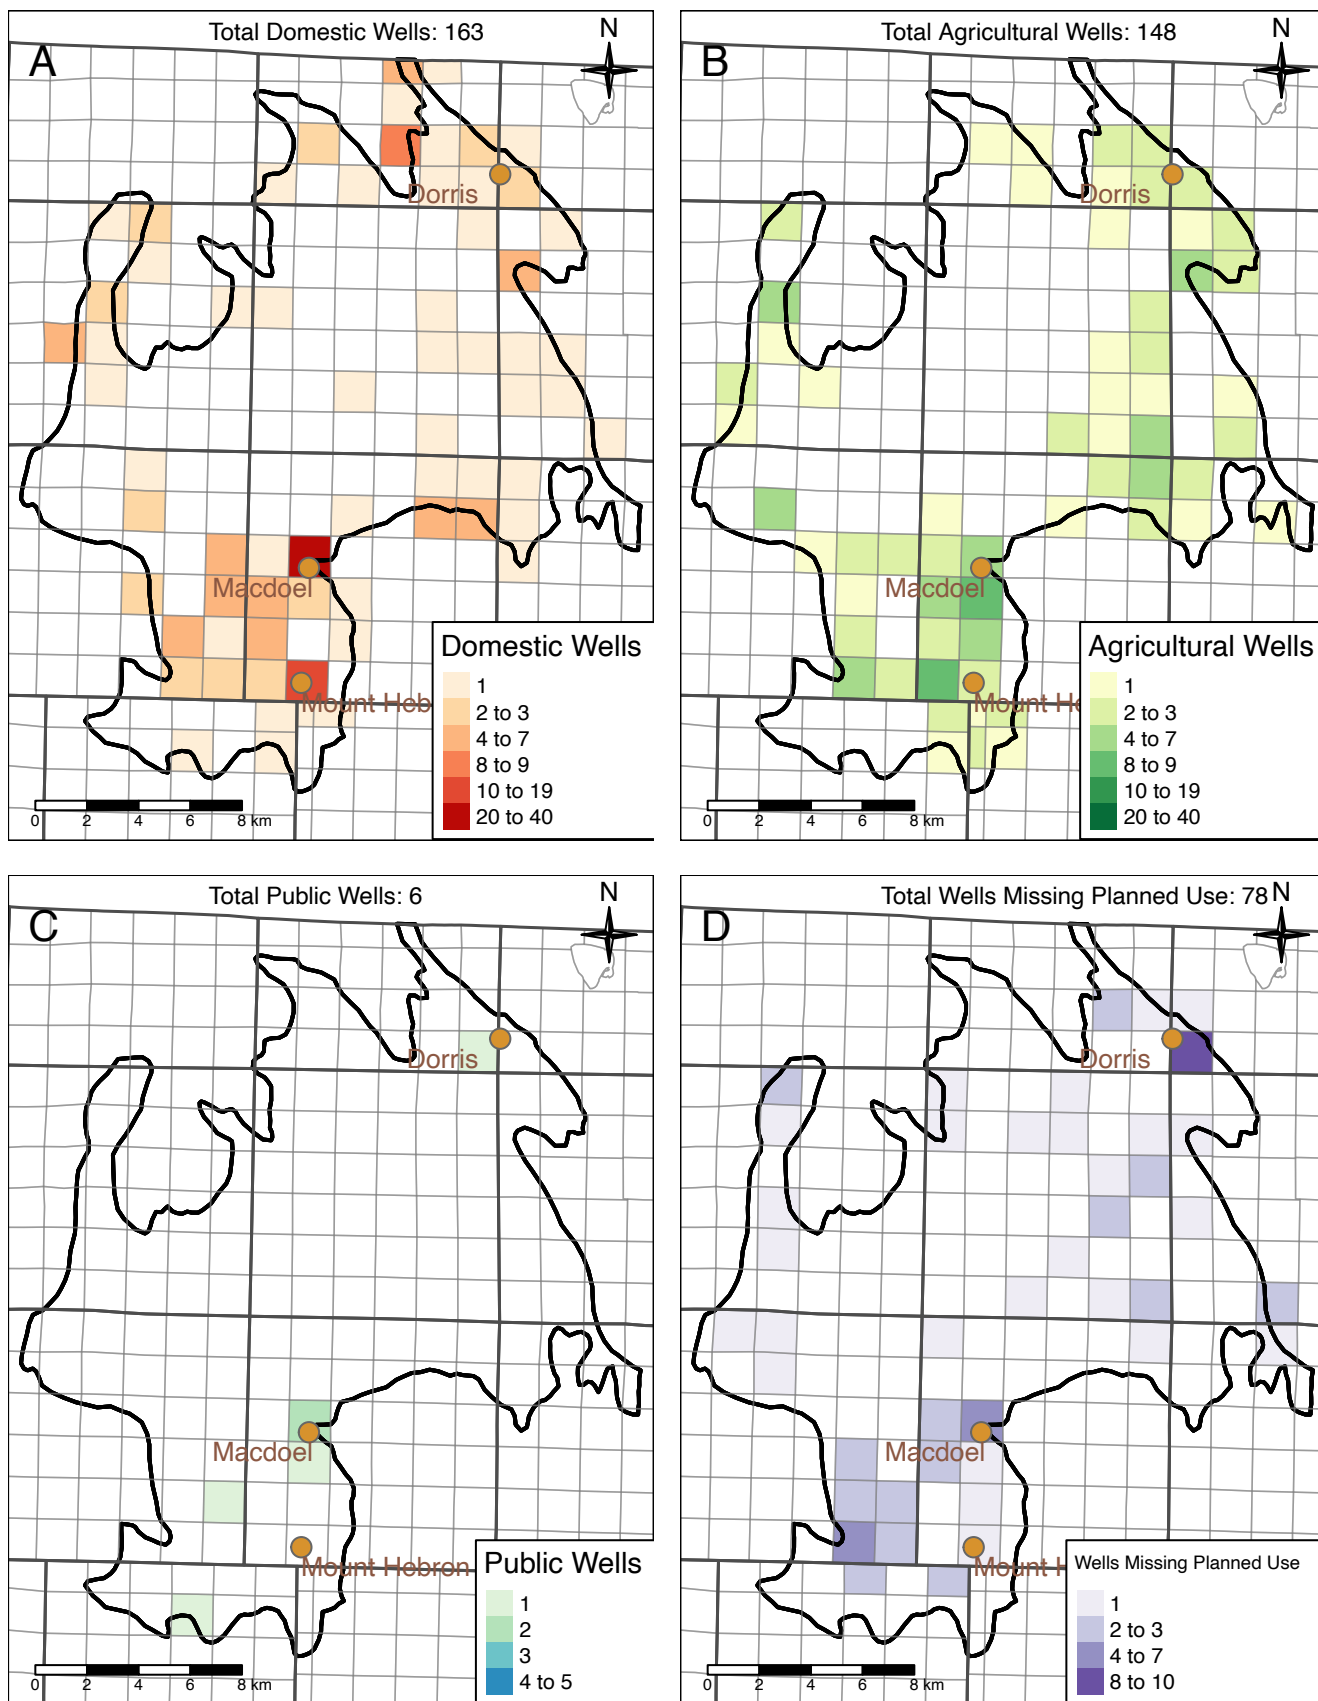 Total Domestic Wells: 163
N
A
Dorris
Macdoel
Mount Heb
Domestic Wells
1
2 to 3
4 to 7
8 to 9
10 to 19
20 to 40
0 2 4 6 8 km
Total Agricultural Wells: 148
N
B
Dorris
Macdoel
Mount He
Agricultural Wells
1
2 to 3
4 to 7
8 to 9
10 to 19
20 to 40
0 2 4 6 8 km
Total Public Wells: 6
N
C
Dorris
Macdoel
Mount Hebron
Public Wells
1
2
3
4 to 5
0 2 4 6 8 km
Total Wells Missing Planned Use: 78
N
D
Dorris
Macdoel
Mount H
Wells Missing Planned Use
1
2 to 3
4 to 7
8 to 10
0 2 4 6 8 km